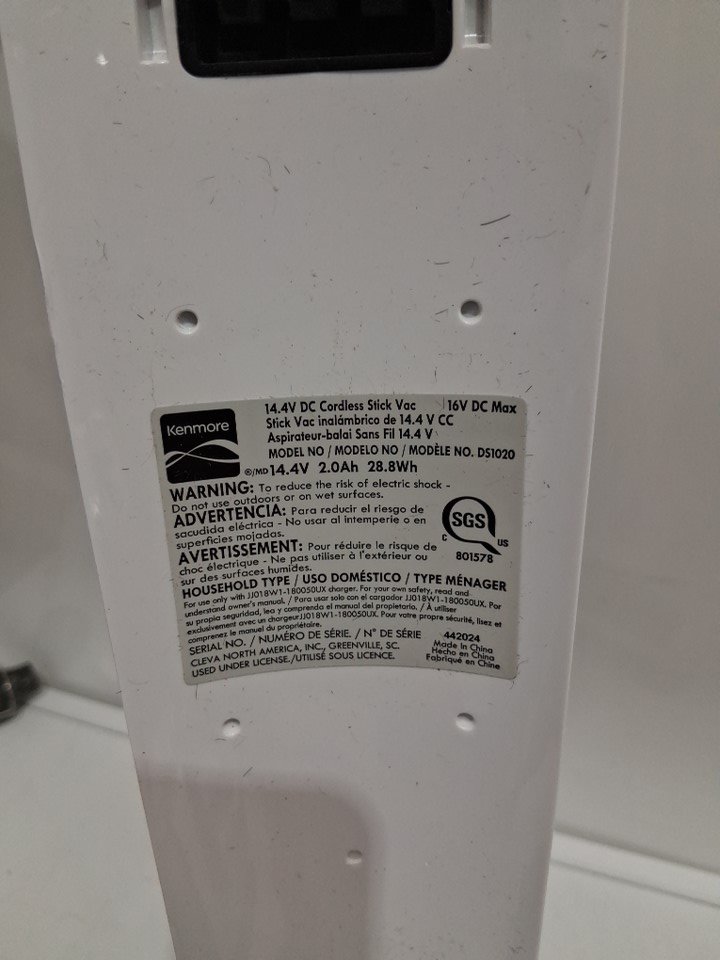 14.4V DC Cordless Stick Vac | 16V DC Max
Stick Vac inalámbrico de 14.4 V CC
Aspirateur-balai Sans Fil 14.4 V
Kenmore
MODEL NO / MODELO NO / MODÈLE NO. DS1020
®/MD 14.4V 2.0Ah 28.8Wh
WARNING: To reduce the risk of electric shock -
Do not use outdoors or on wet surfaces.
ADVERTENCIA: Para reducir el riesgo de
sacudida eléctrica - No usar al intemperie o en
superficies mojadas.
AVERTISSEMENT: Pour réduire le risque de
choc électrique - Ne pas utiliser à l'extérieur ou
sur des surfaces humides.
SGS
C US
801578
HOUSEHOLD TYPE / USO DOMÉSTICO / TYPE MÉNAGER
For use only with JJ018W1-180050UX charger. For your own safety, read and
understand owner's manual. / Para usar solo con el cargador JJ018W1-180050UX. Por
su propia seguridad, lea y comprenda el manual del propietario. / À utiliser
exclusivement avec un chargeur JJ018W1-180050UX. Pour votre propre sécurité, lisez et
comprenez le manual du propriétaire.
SERIAL NO. / NUMÉRO DE SÉRIE. / N° DE SÉRIE 442024
CLEVA NORTH AMERICA, INC., GREENVILLE, SC.
USED UNDER LICENSE./UTILISÉ SOUS LICENCE.
Made In China
Hecho en China
Fabriqué en Chine